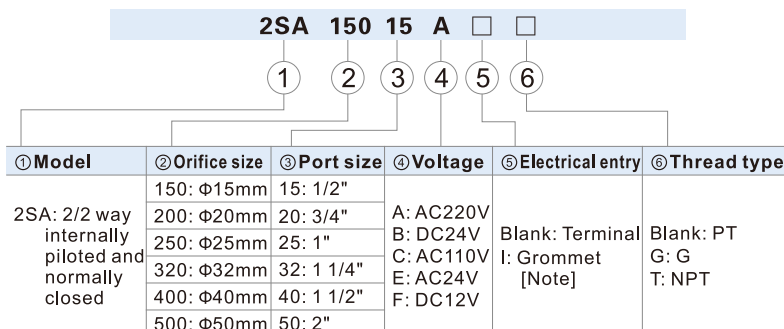 2SA 150 15 A □ □
① ② ③ ④ ⑤ ⑥
①Model ②Orifice size ③Port size ④Voltage ⑤Electrical entry ⑥Thread type
2SA: 2/2 way
internally
piloted and
normally
closed
150: Φ15mm 15: 1/2"
200: Φ20mm 20: 3/4"
250: Φ25mm 25: 1"
320: Φ32mm 32: 1 1/4"
400: Φ40mm 40: 1 1/2"
500: Φ50mm 50: 2"
A: AC220V
B: DC24V
C: AC110V
E: AC24V
F: DC12V
Blank: Terminal
I: Grommet
[Note]
Blank: PT
G: G
T: NPT